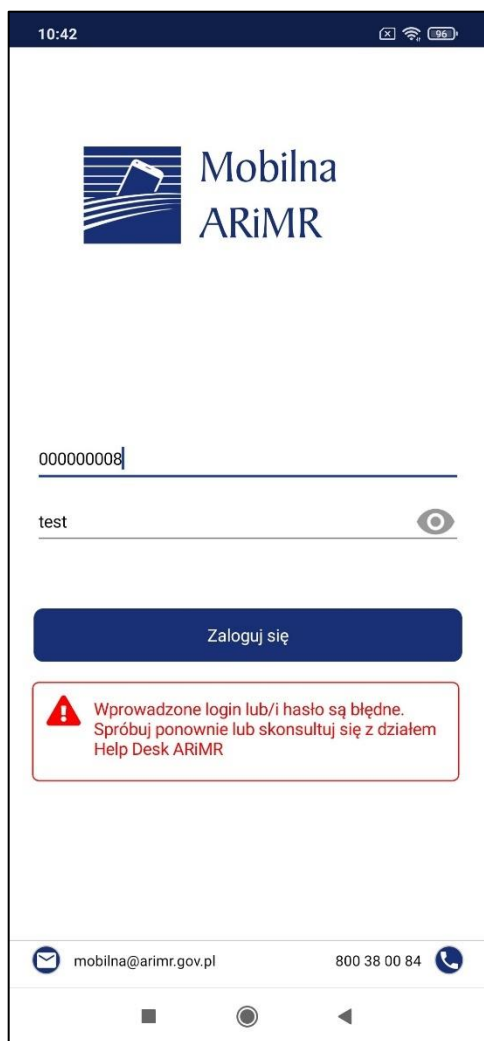 10:42
96
Mobilna
ARiMR
000000008
test
Zaloguj się
Wprowadzone login lub/i hasło są błędne.
Spróbuj ponownie lub skonsultuj się z działem
Help Desk ARiMR
mobilna@arimr.gov.pl 800 38 00 84